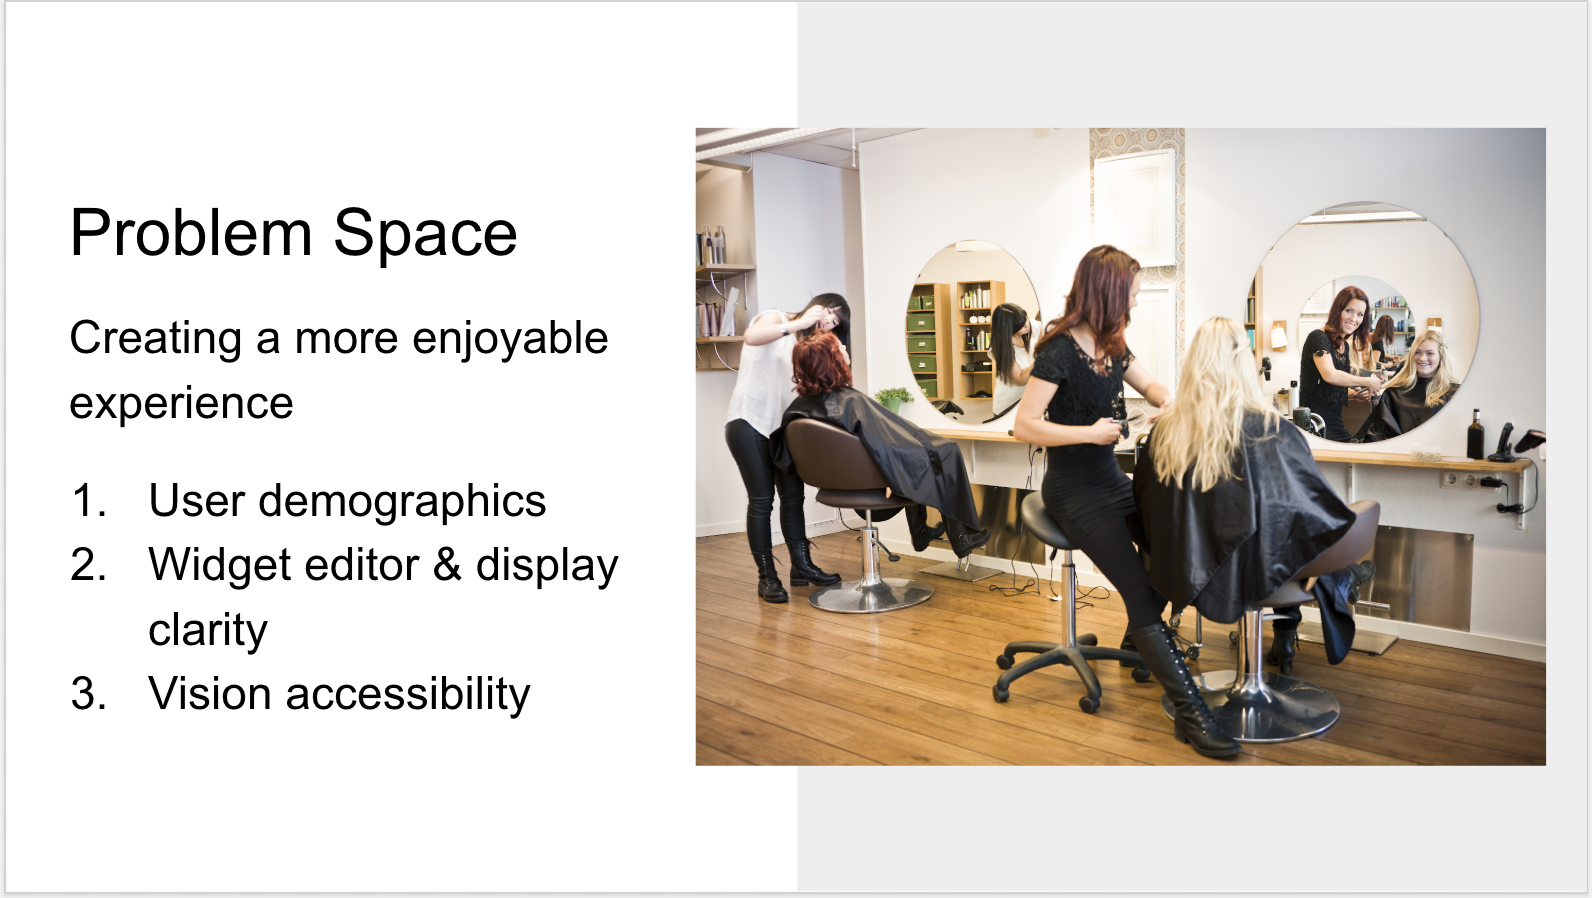 Problem Space
Creating a more enjoyable
experience
1. User demographics
2. Widget editor & display
clarity
3. Vision accessibility